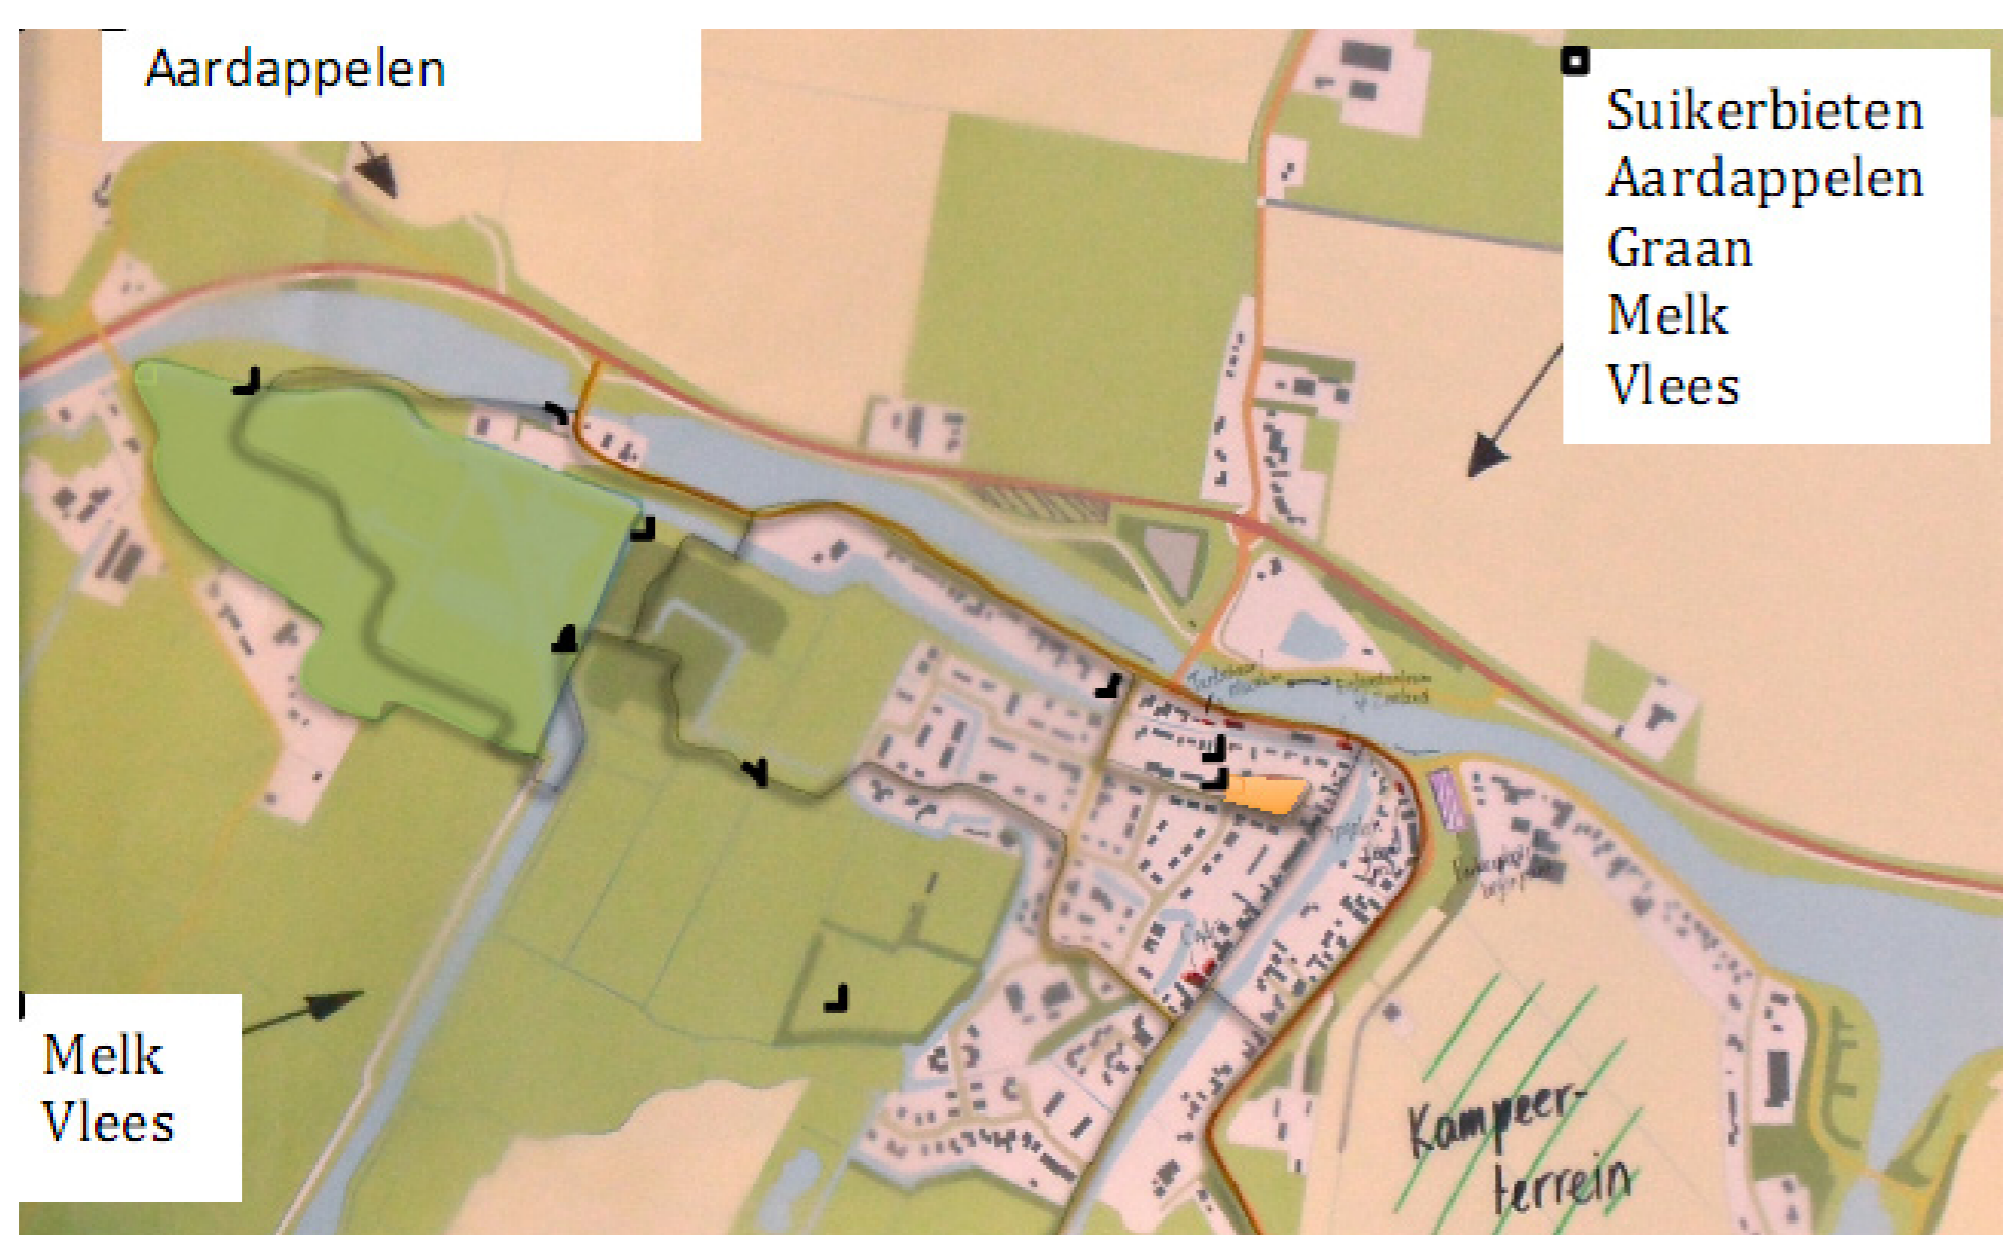 Aardappelen
Suikerbieten
Aardappelen
Graan
Melk
Vlees
Melk
Vlees
Kampeer-
terrein